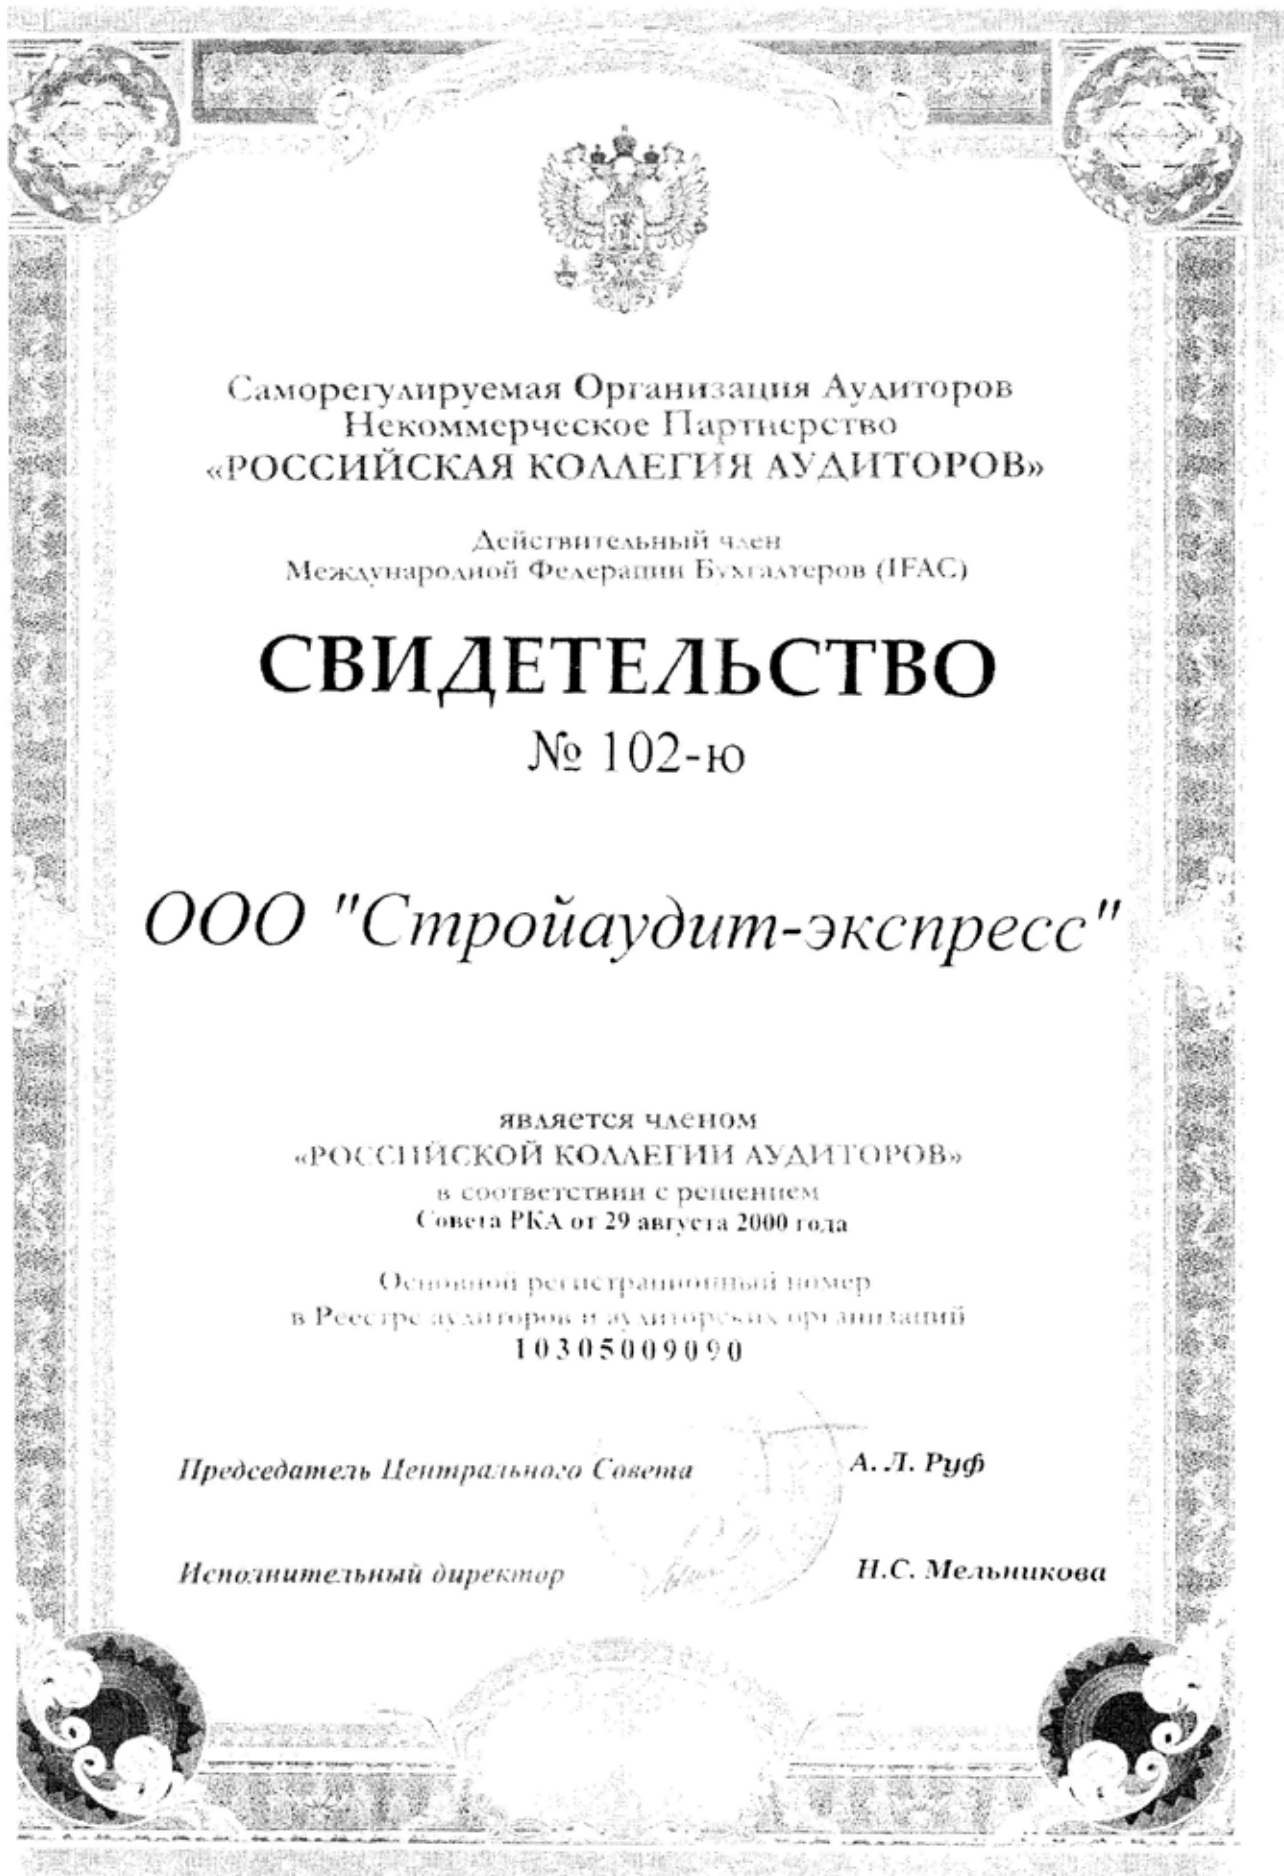 Саморегулируемая Организация Аудиторов
Некоммерческое Партнерство
«РОССИЙСКАЯ КОЛЛЕГИЯ АУДИТОРОВ»
Действительный член
Международной Федерации Бухгалтеров (IFAC)
СВИДЕТЕЛЬСТВО
№ 102-ю
ООО "Стройаудит-экспресс"
является членом
«РОССИЙСКОЙ КОЛЛЕГИИ АУДИТОРОВ»
в соответствии с решением
Совета РКА от 29 августа 2000 года
Основной регистрационный номер
в Реестре аудиторов и аудиторских организаций
10305009090
Председатель Центрального Совета
А. Л. Руф
Исполнительный директор
Н.С. Мельникова